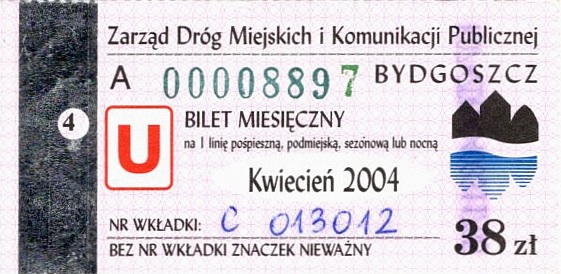 Zarząd Dróg Miejskich i Komunikacji Publicznej
A 00008897 BYDGOSZCZ
4
U
BILET MIESIĘCZNY
na 1 linię pośpieszną, podmiejską, sezonową lub nocną
Kwiecień 2004
NR WKŁADKI: C 013012
BEZ NR WKŁADKI ZNACZEK NIEWAŻNY
38 zł